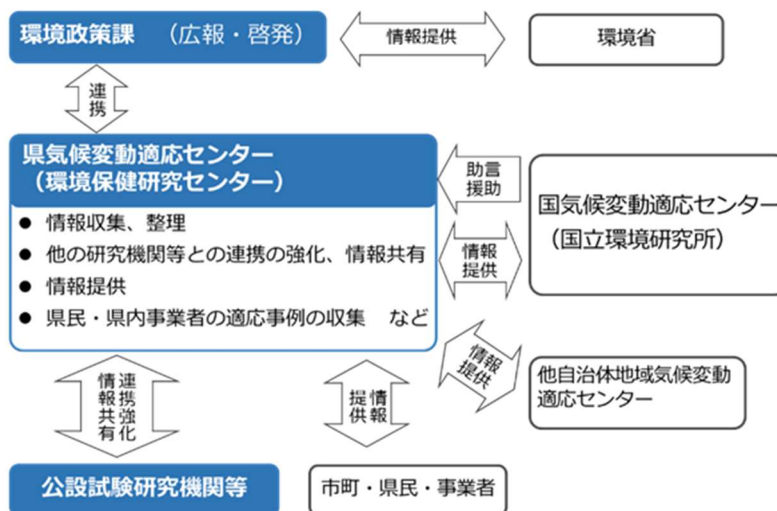 環境政策課 （広報・啓発）
情報提供
環境省
連携
県気候変動適応センター
（環境保健研究センター）
● 情報収集、整理
● 他の研究機関等との連携の強化、情報共有
● 情報提供
● 県民・県内事業者の適応事例の収集 など
助言
援助
情報
提供
国気候変動適応センター
（国立環境研究所）
情報
提供
他自治体地域気候変動
適応センター
連携強化
情報共有
情報
提供
公設試験研究機関等
市町・県民・事業者